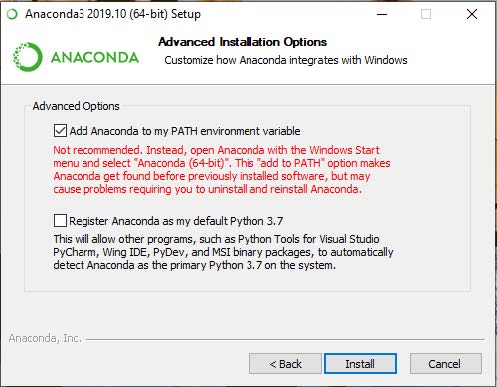 Anaconda3 2019.10 (64-bit) Setup
Advanced Installation Options
Customize how Anaconda integrates with Windows
ANACONDA
Advanced Options
Add Anaconda to my PATH environment variable
Not recommended. Instead, open Anaconda with the Windows Start
menu and select "Anaconda (64-bit)". This "add to PATH" option makes
Anaconda get found before previously installed software, but may
cause problems requiring you to uninstall and reinstall Anaconda.
Register Anaconda as my default Python 3.7
This will allow other programs, such as Python Tools for Visual Studio
PyCharm, Wing IDE, PyDev, and MSI binary packages, to automatically
detect Anaconda as the primary Python 3.7 on the system.
Anaconda, Inc.
< Back
Install
Cancel